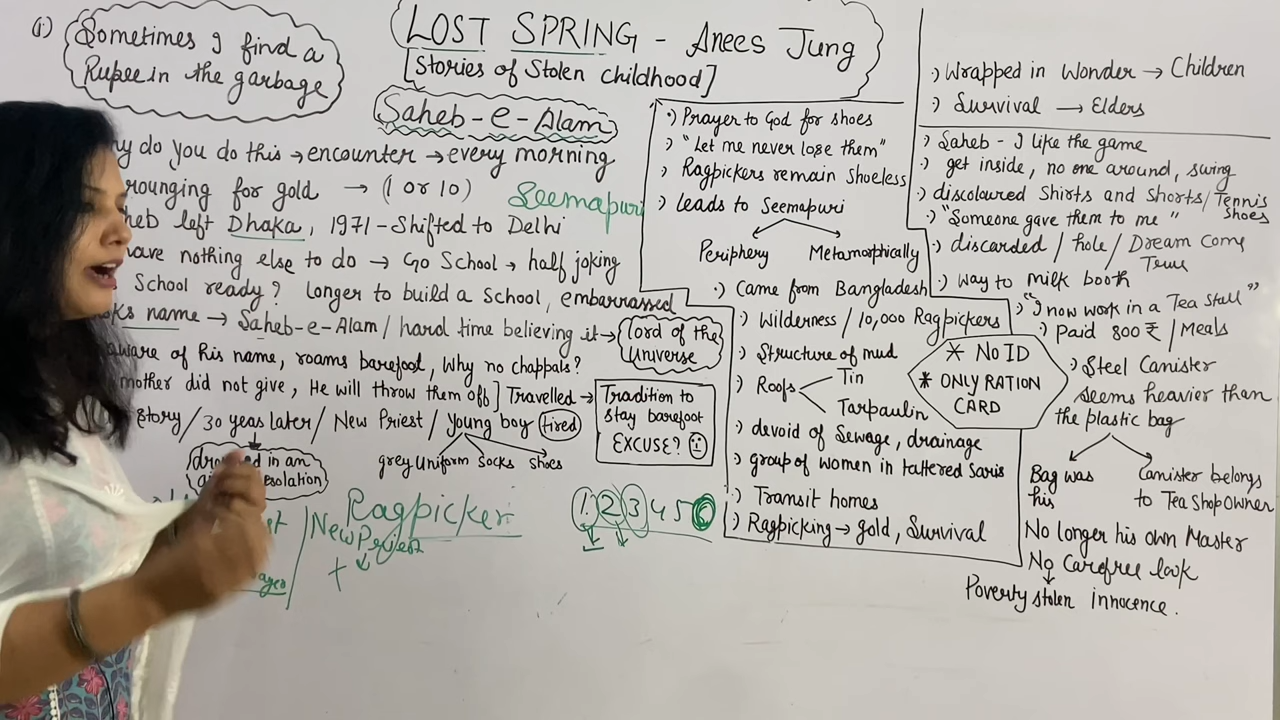 LOST SPRING - Anees Jung
[Stories of Stolen childhood]
(i) Sometimes I find a
Rupee in the garbage
Saheb-e-Alam
do you do this → encounter → every morning
for gold → (1 or 10)
Seemapuri
left Dhaka, 1971 - Shifted to Delhi
have nothing else to do → Go School → half joking
School ready? Longer to build a School, embarrassed
name → Saheb-e-Alam / hard time believing it →
lord of the
Universe
of his name, roams barefoot, Why no chappals?
mother did not give, He will throw them off] Travelled →
Tradition to
stay barefoot
EXCUSE?
story / 30 yeas later / New Priest / Young boy tired
grey Uniform socks shoes
in an
Ragpicker
New Priest
+
1. 2 3 4 5 6
·) Prayer to God for shoes
·) "Let me never lose them"
·) Ragpickers remain Shoeless
·) Leads to Seemapuri
Periphery Metamorphically
·) Came from Bangladesh
·) Wilderness / 10,000 Ragpickers
·) Structure of mud
·) Roofs Tin
Tarpaulin
·) devoid of Sewage, drainage
·) group of women in tattered Saris
·) Transit homes
·) Ragpicking → gold, Survival
* NO ID
* ONLY RATION
CARD
·) Wrapped in Wonder → Children
·) Survival → Elders
·) Saheb - I like the game
·) get inside, no one around, swing
·) discoloured Shirts and Shorts / Tennis
Shoes
·) "Someone gave them to me"
·) discarded / hole / Dream Come
True
·) Way to milk booth
·) "I now work in a Tea Stall"
·) Paid 800 ₹ / Meals
·) Steel Canister
seems heavier than
the plastic bag
Bag was
his
Canister belongs
to Tea Shop Owner
No longer his own Master
No Carefree look
Poverty stolen innocence.